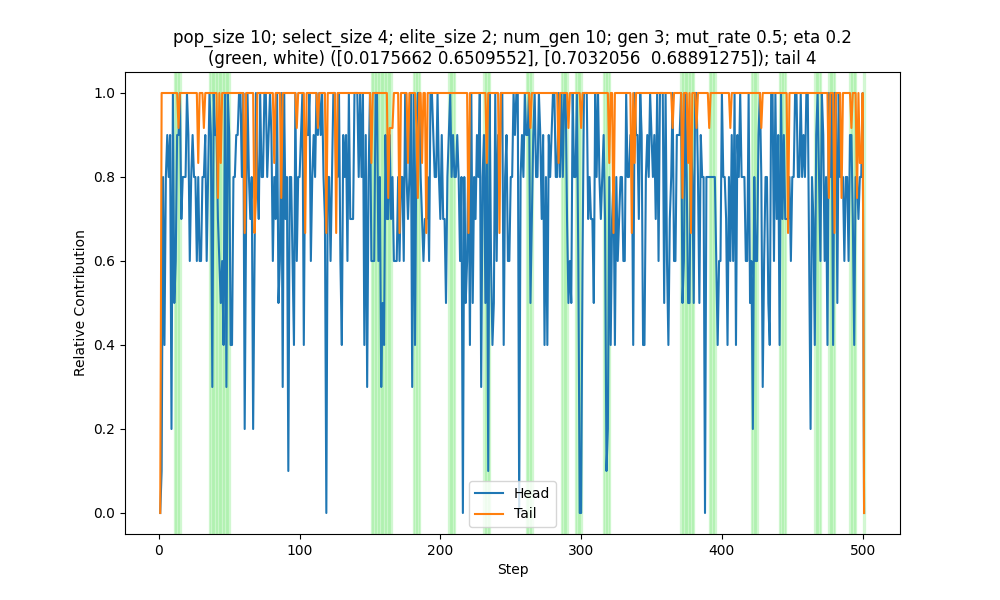 pop_size 10; select_size 4; elite_size 2; num_gen 10; gen 3; mut_rate 0.5; eta 0.2
(green, white) ([0.0175662 0.6509552], [0.7032056  0.68891275]); tail 4
1.0
0.8
0.6
0.4
0.2
0.0
Relative Contribution
Head
Tail
0 100 200 300 400 500
Step